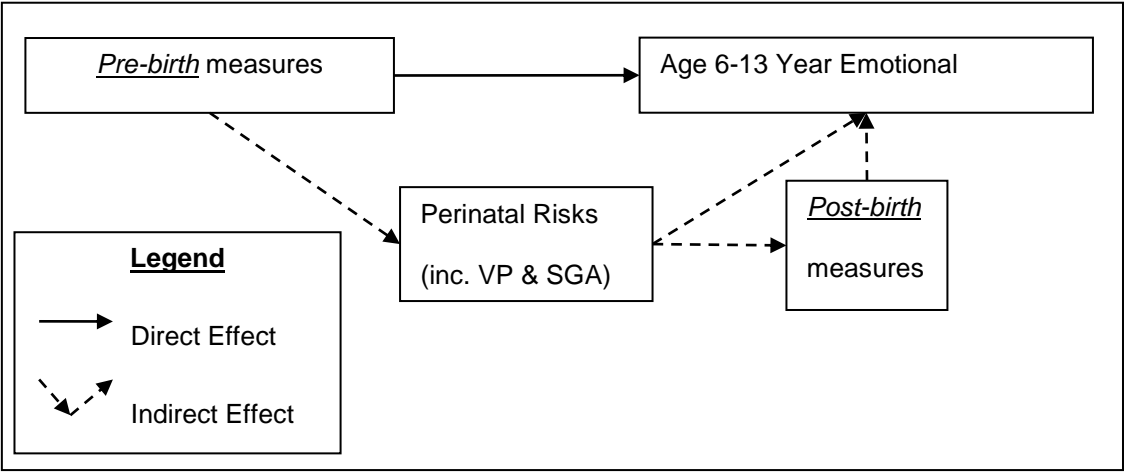 Pre-birth measures
Age 6-13 Year Emotional
Perinatal Risks
(inc. VP & SGA)
Post-birth
measures
Legend
Direct Effect
Indirect Effect